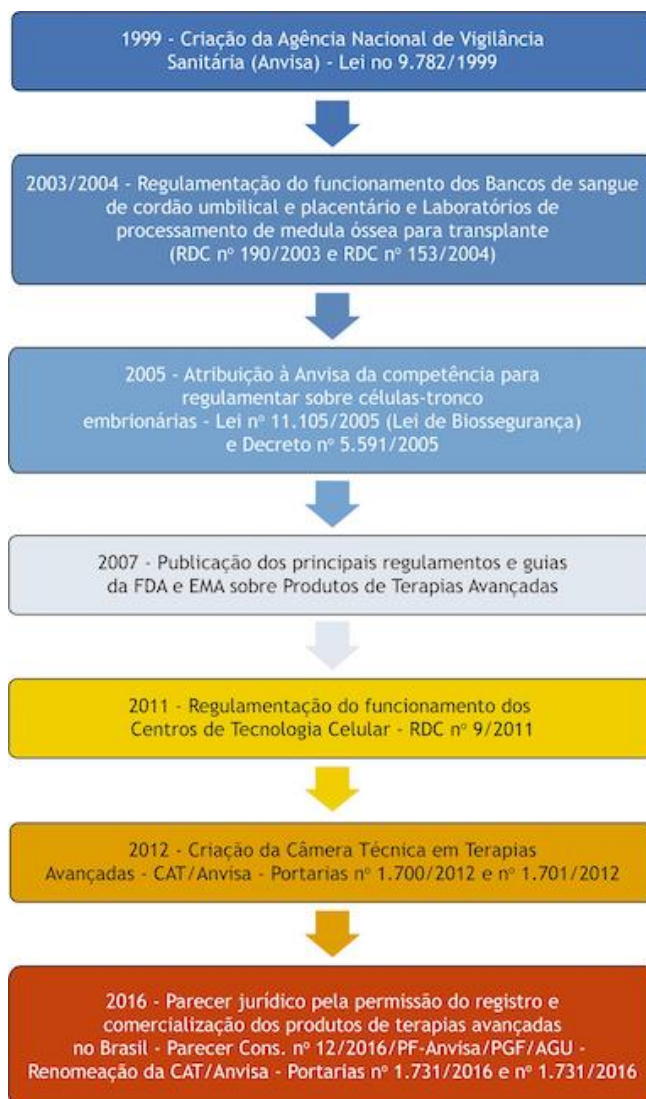 1999 - Criação da Agência Nacional de Vigilância
Sanitária (Anvisa) - Lei no 9.782/1999
2003/2004 - Regulamentação do funcionamento dos Bancos de sangue
de cordão umbilical e placentário e Laboratórios de
processamento de medula óssea para transplante
(RDC nº 190/2003 e RDC nº 153/2004)
2005 - Atribuição à Anvisa da competência para
regulamentar sobre células-tronco
embrionárias - Lei nº 11.105/2005 (Lei de Biossegurança)
e Decreto nº 5.591/2005
2007 - Publicação dos principais regulamentos e guias
da FDA e EMA sobre Produtos de Terapias Avançadas
2011 - Regulamentação do funcionamento dos
Centros de Tecnologia Celular - RDC nº 9/2011
2012 - Criação da Câmera Técnica em Terapias
Avançadas - CAT/Anvisa - Portarias nº 1.700/2012 e nº 1.701/2012
2016 - Parecer jurídico pela permissão do registro e
comercialização dos produtos de terapias avançadas
no Brasil - Parecer Cons. nº 12/2016/PF-Anvisa/PGF/AGU -
Renomeação da CAT/Anvisa - Portarias nº 1.731/2016 e nº 1.731/2016